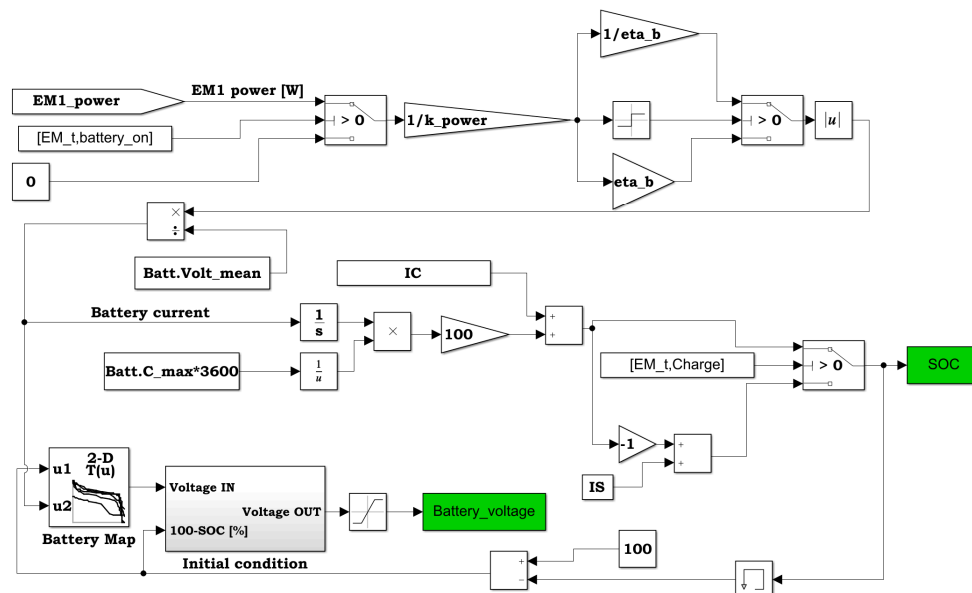 1/eta_b
EM1_power
EM1 power [W]
> 0
1/k_power
> 0
|u|
[EM_t,battery_on]
0
eta_b
×
÷
Batt.Volt_mean
IC
Battery current
1
s
×
100
+
+
Batt.C_max*3600
1
u
[EM_t,Charge]
> 0
SOC
-1
+
+
IS
2-D
T(u)
u1
u2
Battery Map
Voltage IN
Voltage OUT
100-SOC [%]
Battery_voltage
Initial condition
+
−
100